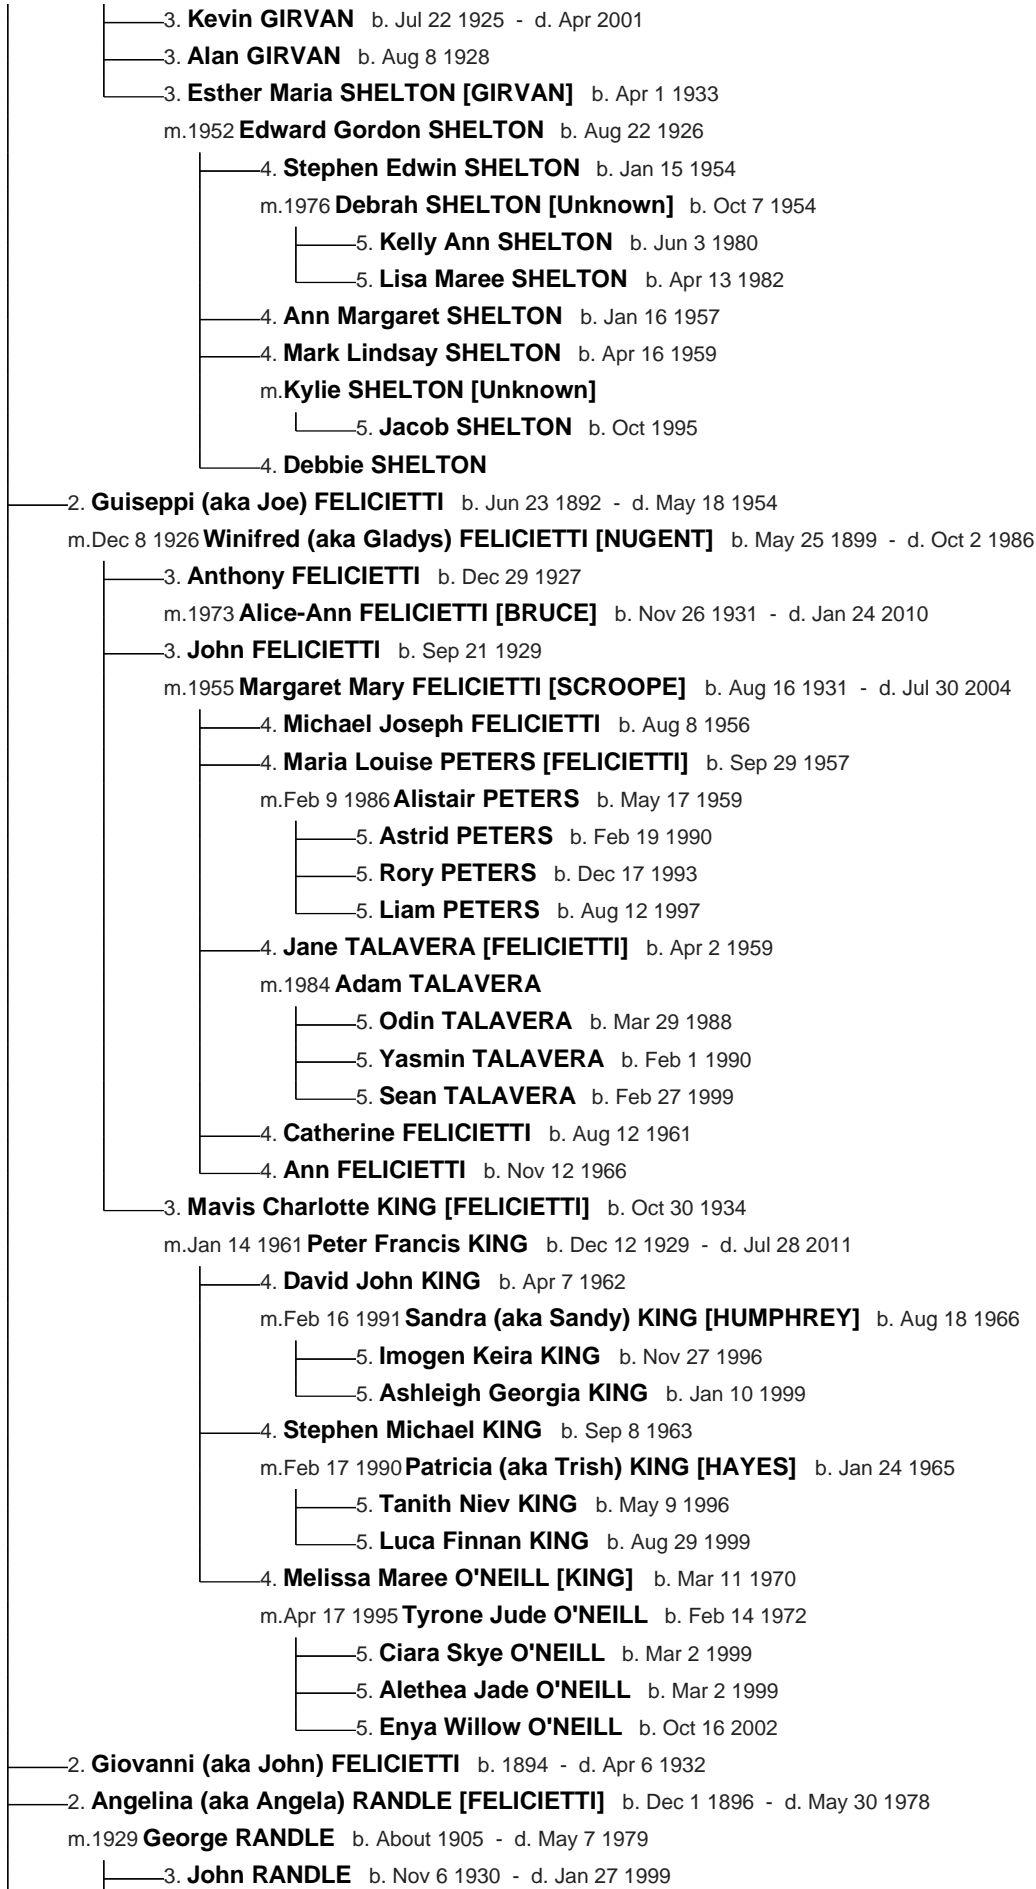 3. Kevin GIRVAN b. Jul 22 1925 - d. Apr 2001
3. Alan GIRVAN b. Aug 8 1928
3. Esther Maria SHELTON [GIRVAN] b. Apr 1 1933
m.1952 Edward Gordon SHELTON b. Aug 22 1926
4. Stephen Edwin SHELTON b. Jan 15 1954
m.1976 Debrah SHELTON [Unknown] b. Oct 7 1954
5. Kelly Ann SHELTON b. Jun 3 1980
5. Lisa Maree SHELTON b. Apr 13 1982
4. Ann Margaret SHELTON b. Jan 16 1957
4. Mark Lindsay SHELTON b. Apr 16 1959
m.Kylie SHELTON [Unknown]
5. Jacob SHELTON b. Oct 1995
4. Debbie SHELTON
2. Guiseppi (aka Joe) FELICIETTI b. Jun 23 1892 - d. May 18 1954
m.Dec 8 1926 Winifred (aka Gladys) FELICIETTI [NUGENT] b. May 25 1899 - d. Oct 2 1986
3. Anthony FELICIETTI b. Dec 29 1927
m.1973 Alice-Ann FELICIETTI [BRUCE] b. Nov 26 1931 - d. Jan 24 2010
3. John FELICIETTI b. Sep 21 1929
m.1955 Margaret Mary FELICIETTI [SCROOPE] b. Aug 16 1931 - d. Jul 30 2004
4. Michael Joseph FELICIETTI b. Aug 8 1956
4. Maria Louise PETERS [FELICIETTI] b. Sep 29 1957
m.Feb 9 1986 Alistair PETERS b. May 17 1959
5. Astrid PETERS b. Feb 19 1990
5. Rory PETERS b. Dec 17 1993
5. Liam PETERS b. Aug 12 1997
4. Jane TALAVERA [FELICIETTI] b. Apr 2 1959
m.1984 Adam TALAVERA
5. Odin TALAVERA b. Mar 29 1988
5. Yasmin TALAVERA b. Feb 1 1990
5. Sean TALAVERA b. Feb 27 1999
4. Catherine FELICIETTI b. Aug 12 1961
4. Ann FELICIETTI b. Nov 12 1966
3. Mavis Charlotte KING [FELICIETTI] b. Oct 30 1934
m.Jan 14 1961 Peter Francis KING b. Dec 12 1929 - d. Jul 28 2011
4. David John KING b. Apr 7 1962
m.Feb 16 1991 Sandra (aka Sandy) KING [HUMPHREY] b. Aug 18 1966
5. Imogen Keira KING b. Nov 27 1996
5. Ashleigh Georgia KING b. Jan 10 1999
4. Stephen Michael KING b. Sep 8 1963
m.Feb 17 1990 Patricia (aka Trish) KING [HAYES] b. Jan 24 1965
5. Tanith Niev KING b. May 9 1996
5. Luca Finnan KING b. Aug 29 1999
4. Melissa Maree O'NEILL [KING] b. Mar 11 1970
m.Apr 17 1995 Tyrone Jude O'NEILL b. Feb 14 1972
5. Ciara Skye O'NEILL b. Mar 2 1999
5. Alethea Jade O'NEILL b. Mar 2 1999
5. Enya Willow O'NEILL b. Oct 16 2002
2. Giovanni (aka John) FELICIETTI b. 1894 - d. Apr 6 1932
2. Angelina (aka Angela) RANDLE [FELICIETTI] b. Dec 1 1896 - d. May 30 1978
m.1929 George RANDLE b. About 1905 - d. May 7 1979
3. John RANDLE b. Nov 6 1930 - d. Jan 27 1999